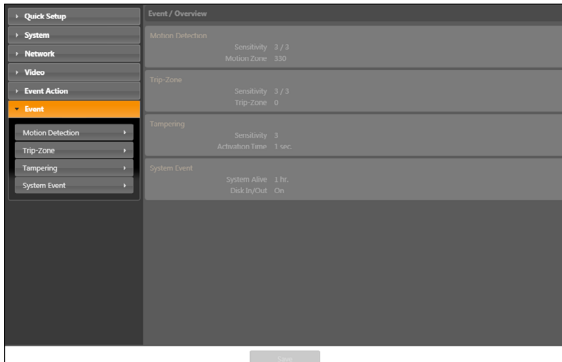 Quick Setup
System
Network
Video
Event Action
Event
Motion Detection
Trip-Zone
Tampering
System Event
Event / Overview
Motion Detection
Sensitivity 3 / 3
Motion Zone 330
Trip-Zone
Sensitivity 3 / 3
Trip-Zone 0
Tampering
Sensitivity 3
Activation Time 1 sec.
System Event
System Alive 1 hr.
Disk In/Out On
Save